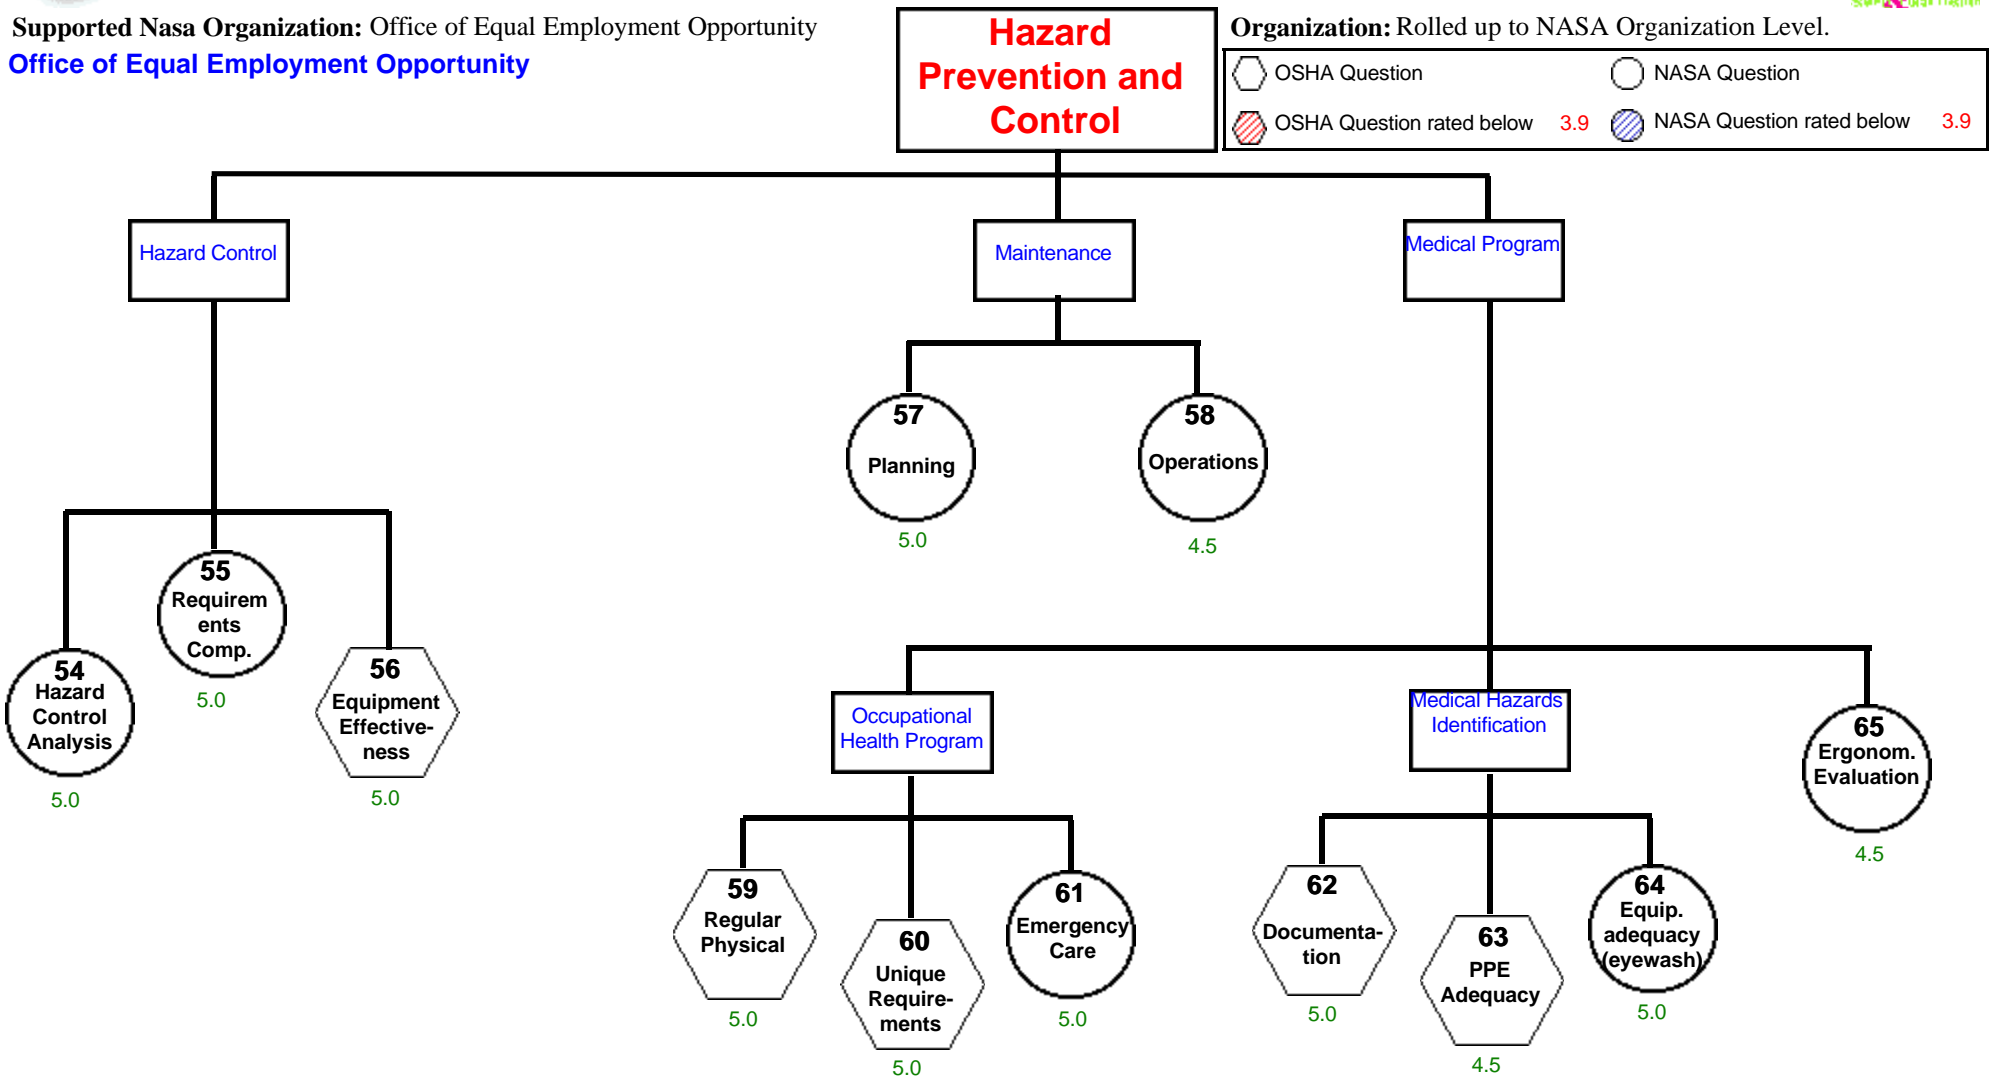 Supported Nasa Organization: Office of Equal Employment Opportunity
Office of Equal Employment Opportunity
Hazard
Prevention and
Control
Organization: Rolled up to NASA Organization Level.
OSHA Question
NASA Question
OSHA Question rated below 3.9
NASA Question rated below 3.9
Hazard Control
Maintenance
Medical Program
57
Planning
5.0
58
Operations
4.5
54
Hazard
Control
Analysis
5.0
55
Requirem
ents
Comp.
5.0
56
Equipment
Effective-
ness
5.0
Occupational
Health Program
Medical Hazards
Identification
65
Ergonom.
Evaluation
4.5
59
Regular
Physical
5.0
60
Unique
Require-
ments
5.0
61
Emergency
Care
5.0
62
Documenta-
tion
5.0
63
PPE
Adequacy
4.5
64
Equip.
adequacy
(eyewash)
5.0